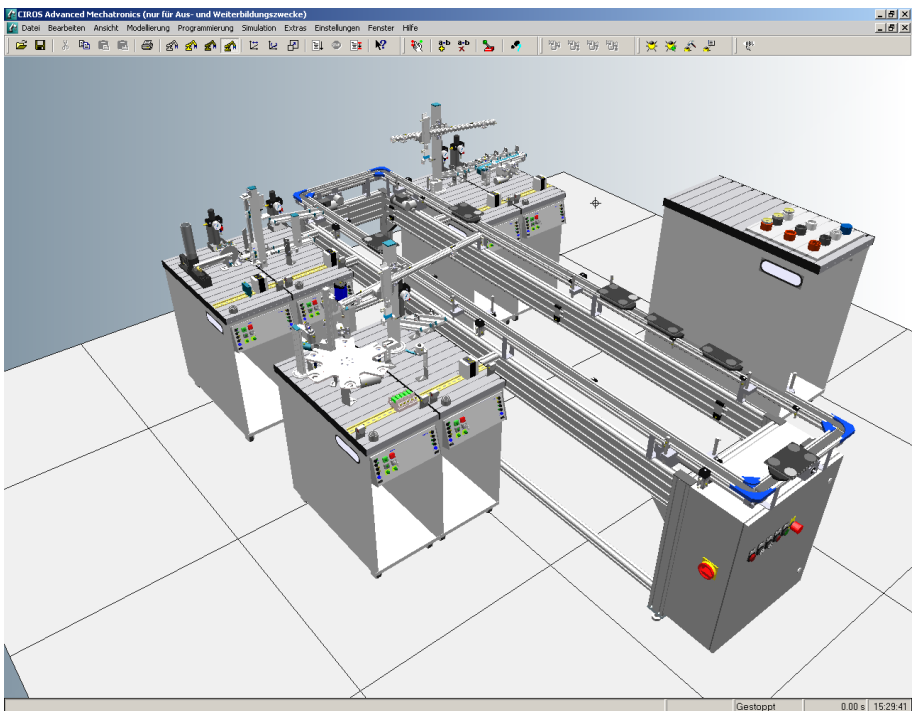 CIROS Advanced Mechatronics (nur für Aus- und Weiterbildungszwecke)
Datei Bearbeiten Ansicht Modellierung Programmierung Simulation Extras Einstellungen Fenster Hilfe
a-b a-b
Gestoppt 0.00 s 15:29:41